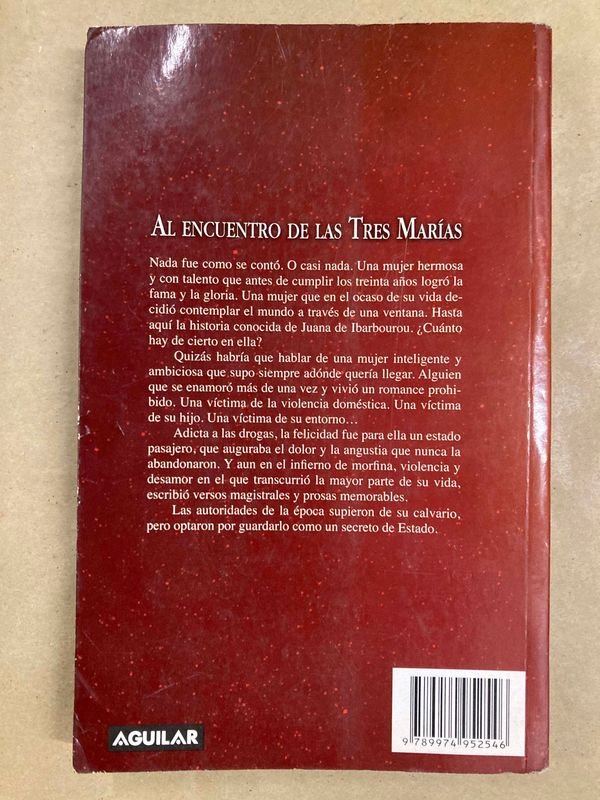 AL ENCUENTRO DE LAS TRES MARÍAS
Nada fue como se contó. O casi nada. Una mujer hermosa
y con talento que antes de cumplir los treinta años logró la
fama y la gloria. Una mujer que en el ocaso de su vida de-
cidió contemplar el mundo a través de una ventana. Hasta
aquí la historia conocida de Juana de Ibarbourou. ¿Cuánto
hay de cierto en ella?
Quizás habría que hablar de una mujer inteligente y
ambiciosa que supo siempre adónde quería llegar. Alguien
que se enamoró más de una vez y vivió un romance prohi-
bido. Una víctima de la violencia doméstica. Una víctima
de su hijo. Una víctima de su entorno…
Adicta a las drogas, la felicidad fue para ella un estado
pasajero, que auguraba el dolor y la angustia que nunca la
abandonaron. Y aun en el infierno de morfina, violencia y
desamor en el que transcurrió la mayor parte de su vida,
escribió versos magistrales y prosas memorables.
Las autoridades de la época supieron de su calvario,
pero optaron por guardarlo como un secreto de Estado.
AGUILAR
9 789974 952546